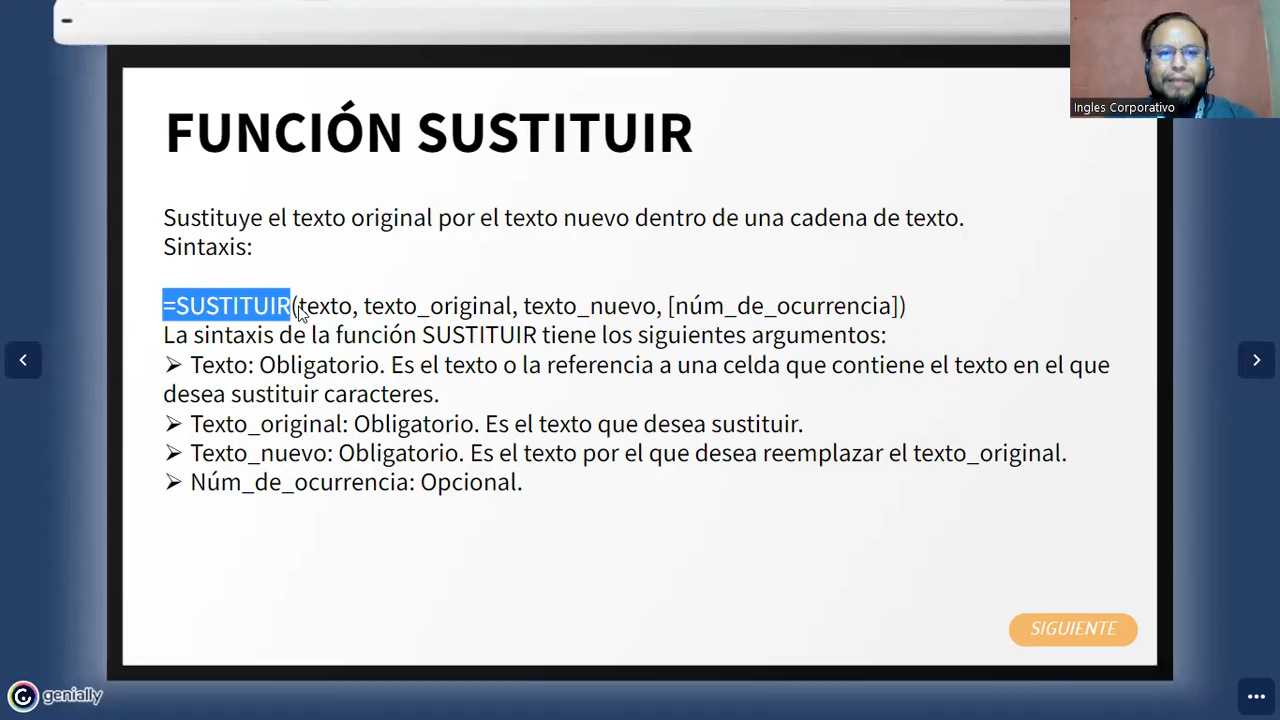 Ingles Corporativo
FUNCIÓN SUSTITUIR
Sustituye el texto original por el texto nuevo dentro de una cadena de texto.
Sintaxis:
=SUSTITUIR(texto, texto_original, texto_nuevo, [núm_de_ocurrencia])
La sintaxis de la función SUSTITUIR tiene los siguientes argumentos:
➢ Texto: Obligatorio. Es el texto o la referencia a una celda que contiene el texto en el que
desea sustituir caracteres.
➢ Texto_original: Obligatorio. Es el texto que desea sustituir.
➢ Texto_nuevo: Obligatorio. Es el texto por el que desea reemplazar el texto_original.
➢ Núm_de_ocurrencia: Opcional.
SIGUIENTE
genially